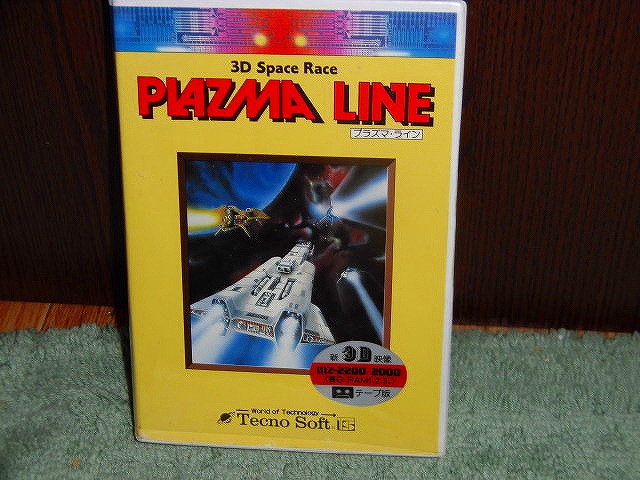 3D Space Race
PLAZMA LINE
プラズマ・ライン
新 3D 映像
MZ-2200/2000
テープ版
World of Technology
Tecno Soft